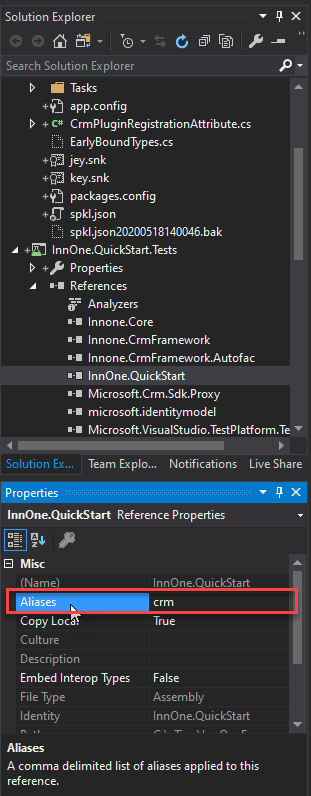 Solution Explorer
Search Solution Explorer
Tasks
app.config
CrmPluginRegistrationAttribute.cs
EarlyBoundTypes.cs
jey.snk
key.snk
packages.config
spkl.json
spkl.json20200518140046.bak
InnOne.QuickStart.Tests
Properties
References
Analyzers
Innone.Core
Innone.CrmFramework
Innone.CrmFramework.Autofac
InnOne.QuickStart
Microsoft.Crm.Sdk.Proxy
microsoft.identitymodel
Microsoft.VisualStudio.TestPlatform.Te
Solution Ex... Team Explo... Notifications Live Share
Properties
InnOne.QuickStart Reference Properties
Misc
(Name) InnOne.QuickStart
Aliases crm
Copy Local True
Culture
Description
Embed Interop Types False
File Type Assembly
Identity InnOne.QuickStart
Aliases
A comma delimited list of aliases applied to this
reference.